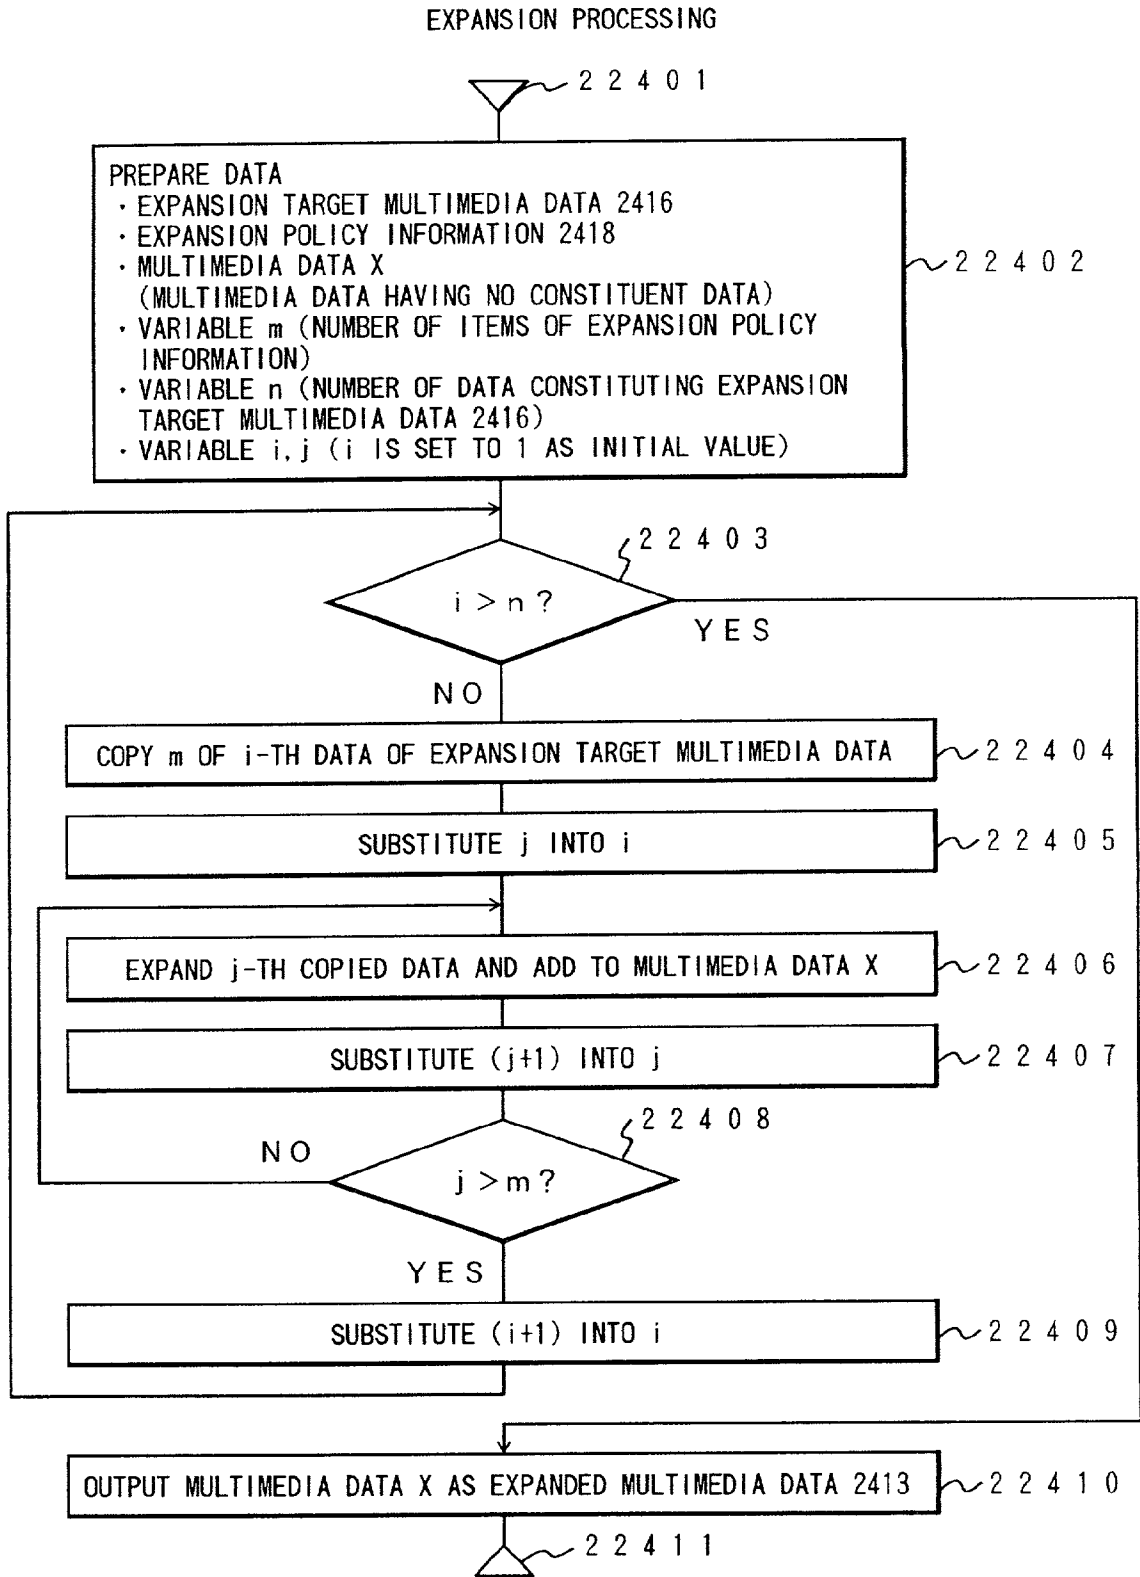 EXPANSION PROCESSING
22401
PREPARE DATA
· EXPANSION TARGET MULTIMEDIA DATA 2416
· EXPANSION POLICY INFORMATION 2418
· MULTIMEDIA DATA X
(MULTIMEDIA DATA HAVING NO CONSTITUENT DATA)
· VARIABLE m (NUMBER OF ITEMS OF EXPANSION POLICY
INFORMATION)
· VARIABLE n (NUMBER OF DATA CONSTITUTING EXPANSION
TARGET MULTIMEDIA DATA 2416)
· VARIABLE i, j (i IS SET TO 1 AS INITIAL VALUE)
22402
22403
i > n ?
YES
NO
COPY m OF i-TH DATA OF EXPANSION TARGET MULTIMEDIA DATA
22404
SUBSTITUTE j INTO i
22405
EXPAND j-TH COPIED DATA AND ADD TO MULTIMEDIA DATA X
22406
SUBSTITUTE (j+1) INTO j
22407
22408
NO
j > m ?
YES
SUBSTITUTE (i+1) INTO i
22409
OUTPUT MULTIMEDIA DATA X AS EXPANDED MULTIMEDIA DATA 2413
22410
22411